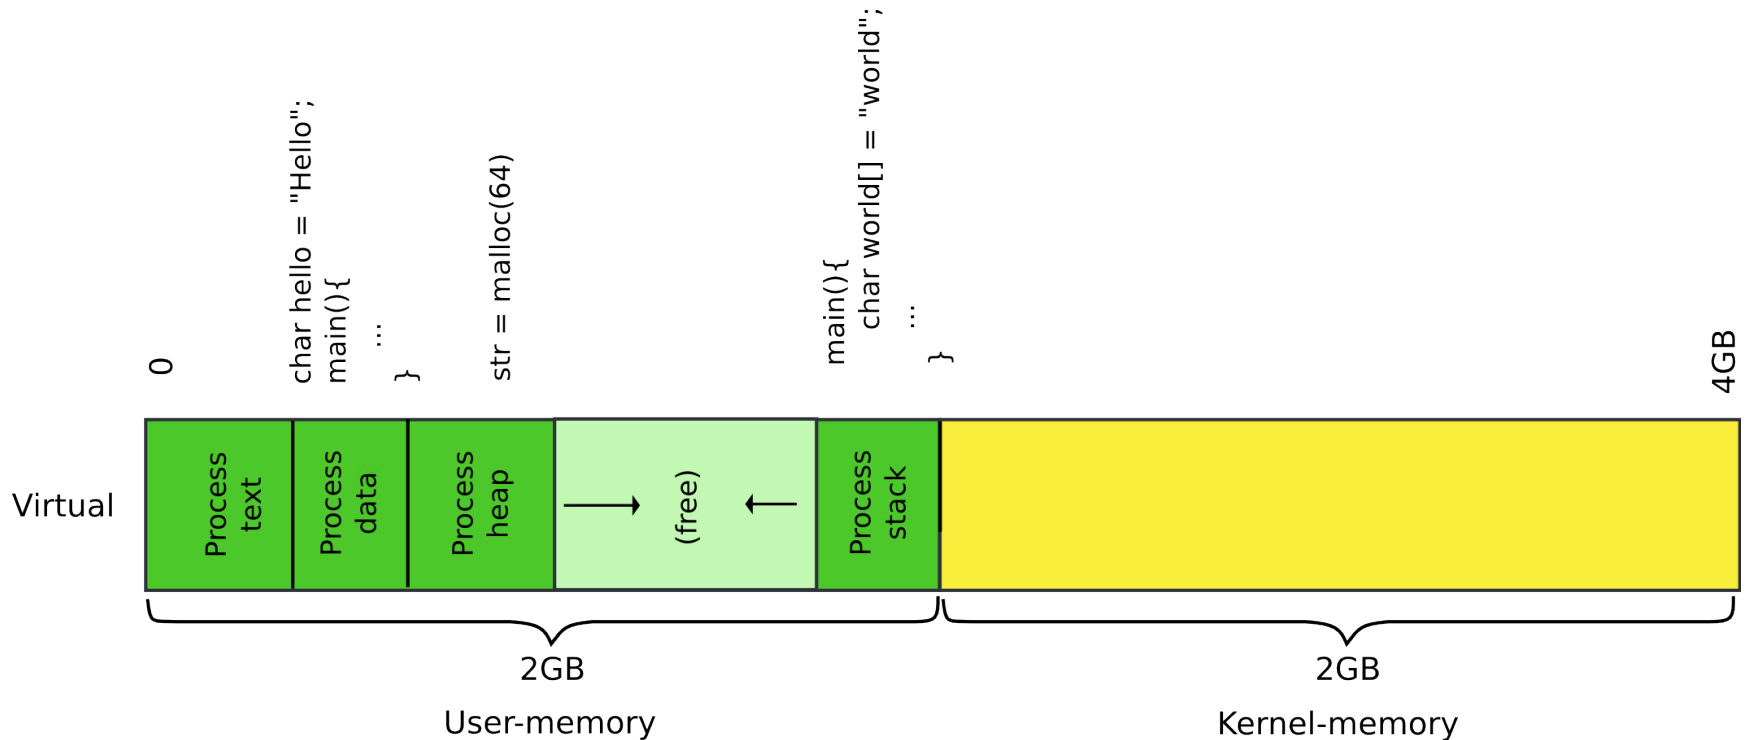 0
char hello = "Hello";
main(){
...
}
str = malloc(64)
main(){
char world[] = "world";
...
}
4GB
Virtual
Process
text
Process
data
Process
heap
(free)
Process
stack
2GB
User-memory
2GB
Kernel-memory